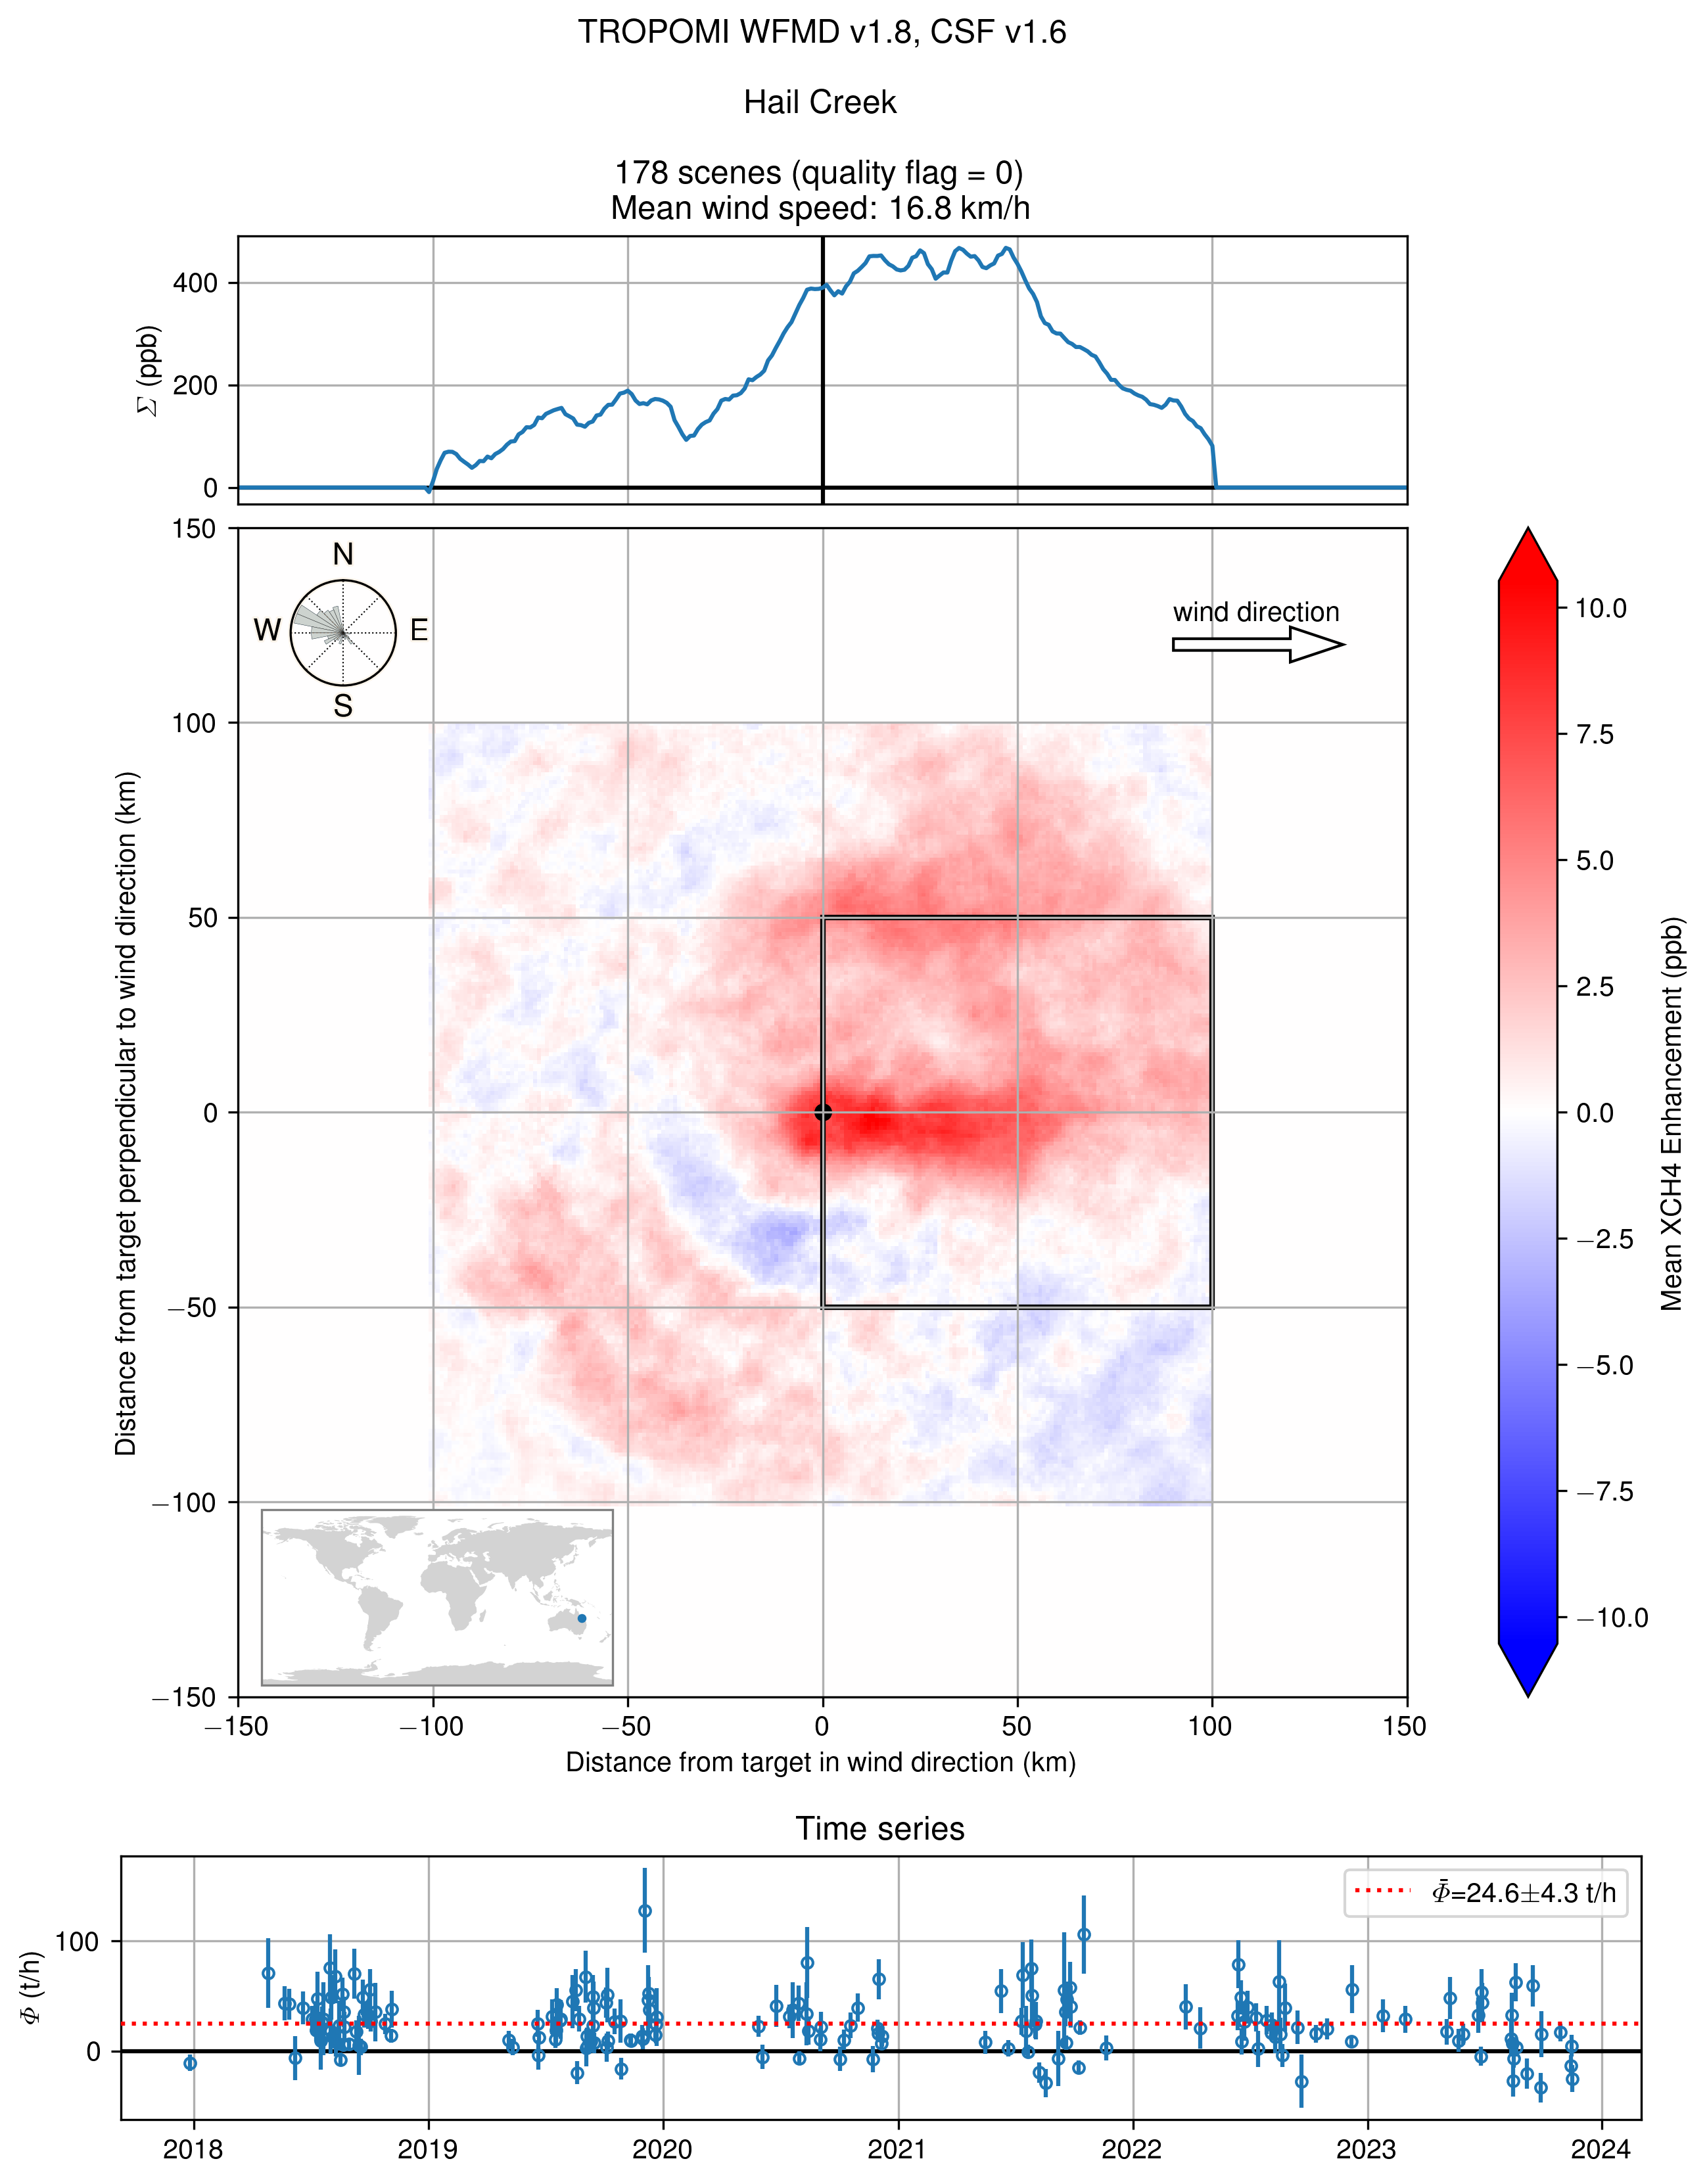 TROPOMI WFMD v1.8, CSF v1.6
Hail Creek
178 scenes (quality flag = 0)
Mean wind speed: 16.8 km/h
Σ (ppb)
400
200
0
150
100
50
0
−50
−100
−150
Distance from target perpendicular to wind direction (km)
N
W E
S
wind direction
−150 −100 −50 0 50 100 150
Distance from target in wind direction (km)
10.0
7.5
5.0
2.5
0.0
−2.5
−5.0
−7.5
−10.0
Mean XCH4 Enhancement (ppb)
Time series
Φ (t/h)
100
0
Φ̄=24.6±4.3 t/h
2018 2019 2020 2021 2022 2023 2024